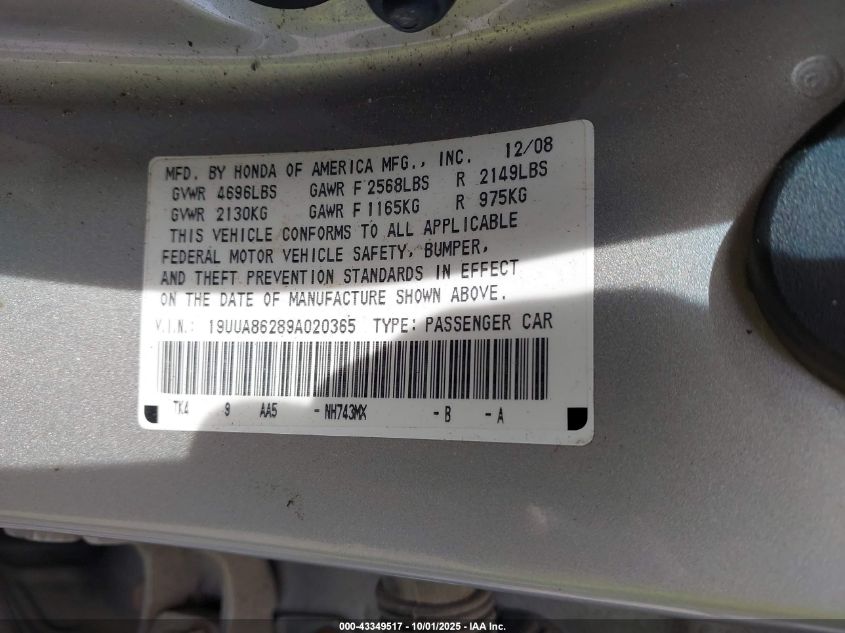 MFD. BY HONDA OF AMERICA MFG., INC. 12/08
GVWR 4696LBS GAWR F 2568LBS R 2149LBS
GVWR 2130KG GAWR F 1165KG R 975KG
THIS VEHICLE CONFORMS TO ALL APPLICABLE
FEDERAL MOTOR VEHICLE SAFETY, BUMPER,
AND THEFT PREVENTION STANDARDS IN EFFECT
ON THE DATE OF MANUFACTURE SHOWN ABOVE.
V.I.N.: 19UUA86289A020365 TYPE: PASSENGER CAR
TK4 9 AA5 -NH743MX -B -A
000-43349517 - 10/01/2025 - IAA Inc.